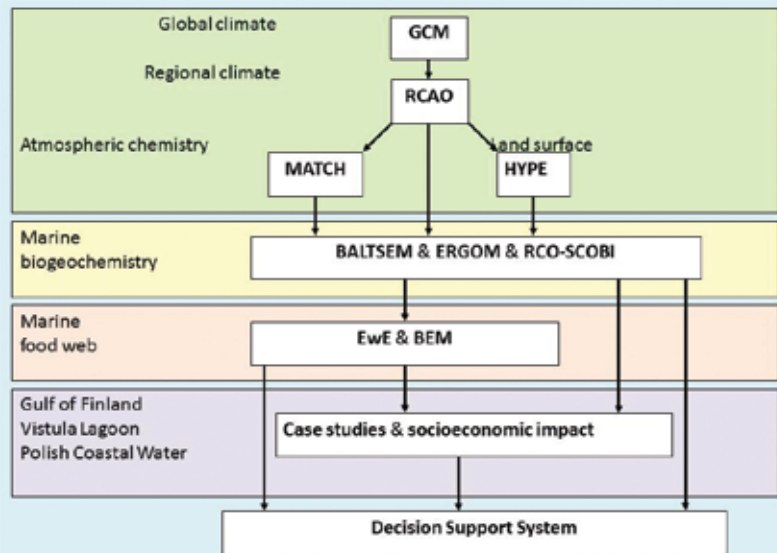 Global climate
GCM
Regional climate
RCAO
Atmospheric chemistry
Land surface
MATCH
HYPE
Marine
biogeochemistry
BALTSEM & ERGOM & RCO-SCOBI
Marine
food web
EwE & BEM
Gulf of Finland
Vistula Lagoon
Polish Coastal Water
Case studies & socioeconomic impact
Decision Support System